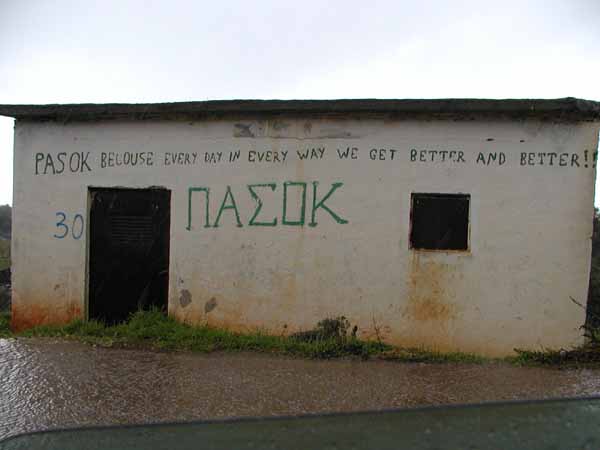 PASOK BECOUSE EVERY DAY IN EVERY WAY WE GET BETTER AND BETTER!!
30 ΠΑΣΟΚ